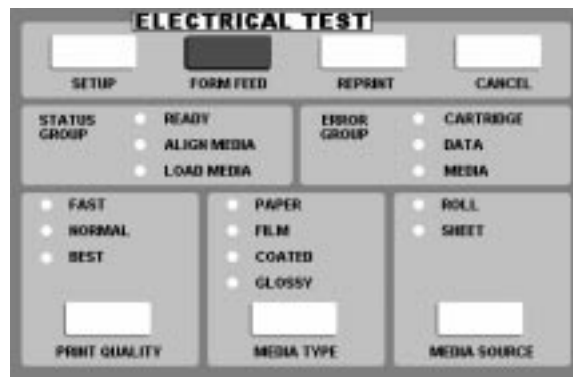 ELECTRICAL TEST
SETUP
FORM FEED
REPRINT
CANCEL
STATUS GROUP
READY
ALIGN MEDIA
LOAD MEDIA
ERROR GROUP
CARTRIDGE
DATA
MEDIA
FAST
NORMAL
BEST
PRINT QUALITY
PAPER
FILM
COATED
GLOSSY
MEDIA TYPE
ROLL
SHEET
MEDIA SOURCE